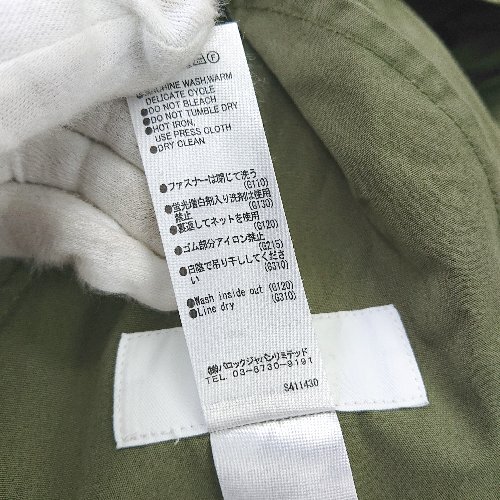 MACHINE WASH,WARM
DELICATE CYCLE
●DO NOT BLEACH
●DO NOT TUMBLE DRY
●HOT IRON,
USE PRESS CLOTH
●DRY CLEAN
●ファスナーは閉じて洗う
(G110)
●蛍光増白剤入り洗剤は使用
禁止 (G130)
●裏返してネットを使用
(G120)
●ゴム部分アイロン禁止
(G215)
●日陰で吊り干ししてくださ
い (G310)
●Wash inside out (G120)
●Line dry (G310)
㈱バロックジャパンリミテッド
TEL 03-6730-9191
S411430